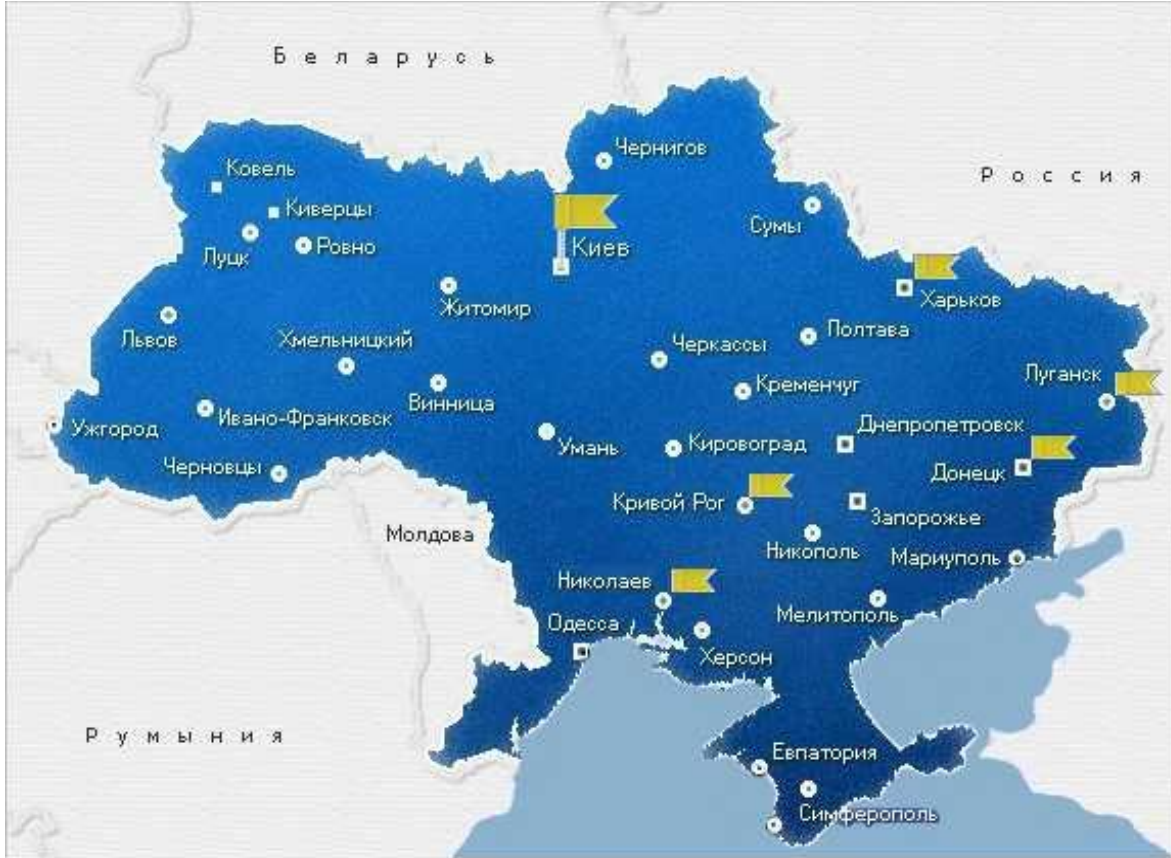 Беларусь
Чернигов
Ковель
Россия
Киверцы
Сумы
Луцк
Ровно
Киев
Харьков
Житомир
Львов
Хмельницкий
Черкассы
Полтава
Луганск
Кременчуг
Винница
Ужгород
Ивано-Франковск
Днепропетровск
Умань
Кировоград
Черновцы
Донецк
Кривой Рог
Запорожье
Молдова
Никополь
Мариуполь
Николаев
Мелитополь
Одесса
Херсон
Румыния
Евпатория
Симферополь